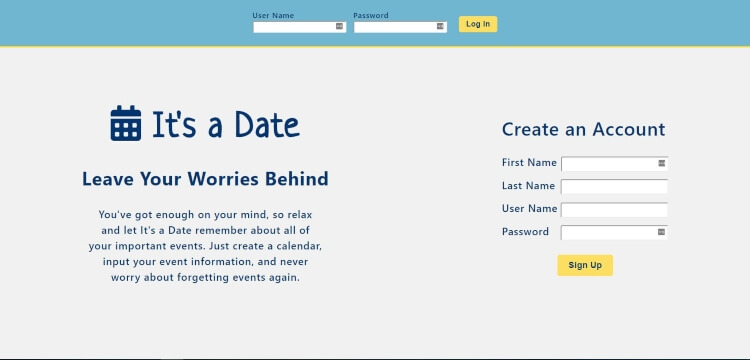 User Name Password
Log In
It's a Date
Leave Your Worries Behind
You've got enough on your mind, so relax
and let It's a Date remember about all of
your important events. Just create a calendar,
input your event information, and never
worry about forgetting events again.
Create an Account
First Name
Last Name
User Name
Password
Sign Up